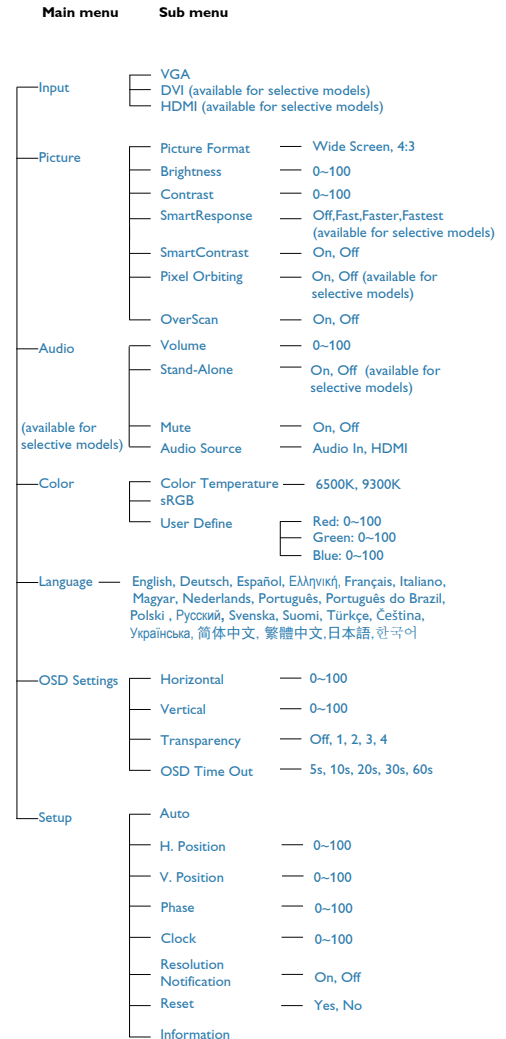 Main menu Sub menu
Input
VGA
DVI (available for selective models)
HDMI (available for selective models)
Picture
Picture Format Wide Screen, 4:3
Brightness 0~100
Contrast 0~100
SmartResponse Off,Fast,Faster,Fastest
(available for selective models)
SmartContrast On, Off
Pixel Orbiting On, Off (available for
selective models)
OverScan On, Off
Audio
(available for
selective models)
Volume 0~100
Stand-Alone On, Off (available for
selective models)
Mute On, Off
Audio Source Audio In, HDMI
Color
Color Temperature 6500K, 9300K
sRGB
User Define Red: 0~100
Green: 0~100
Blue: 0~100
Language English, Deutsch, Español, Ελληνική, Français, Italiano,
Magyar, Nederlands, Português, Português do Brazil,
Polski , Русский, Svenska, Suomi, Türkçe, Čeština,
Українська, 简体中文, 繁體中文,日本語,한국어
OSD Settings
Horizontal 0~100
Vertical 0~100
Transparency Off, 1, 2, 3, 4
OSD Time Out 5s, 10s, 20s, 30s, 60s
Setup
Auto
H. Position 0~100
V. Position 0~100
Phase 0~100
Clock 0~100
Resolution
Notification On, Off
Reset Yes, No
Information